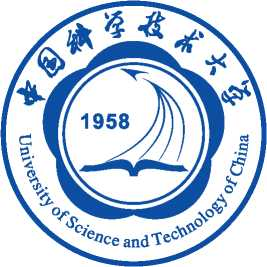 中国科学技术大学
1958
University of Science and Technology of China